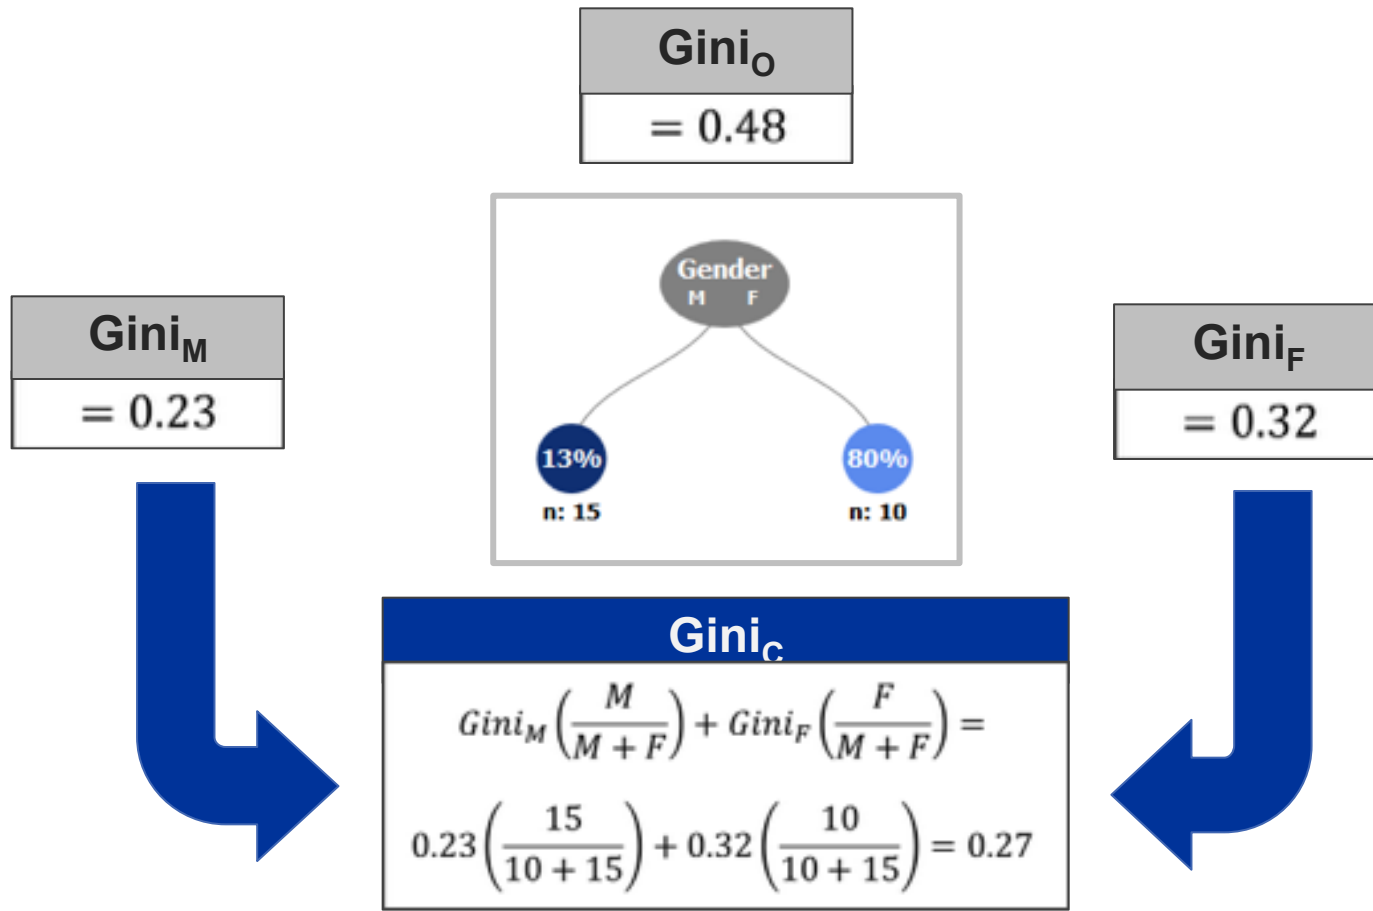 Gini_O
= 0.48
Gini_M
= 0.23
Gender
M F
13%
n: 15
80%
n: 10
Gini_F
= 0.32
Gini_C
Gini_M (M / (M + F)) + Gini_F (F / (M + F)) =
0.23 (15 / (10 + 15)) + 0.32 (10 / (10 + 15)) = 0.27